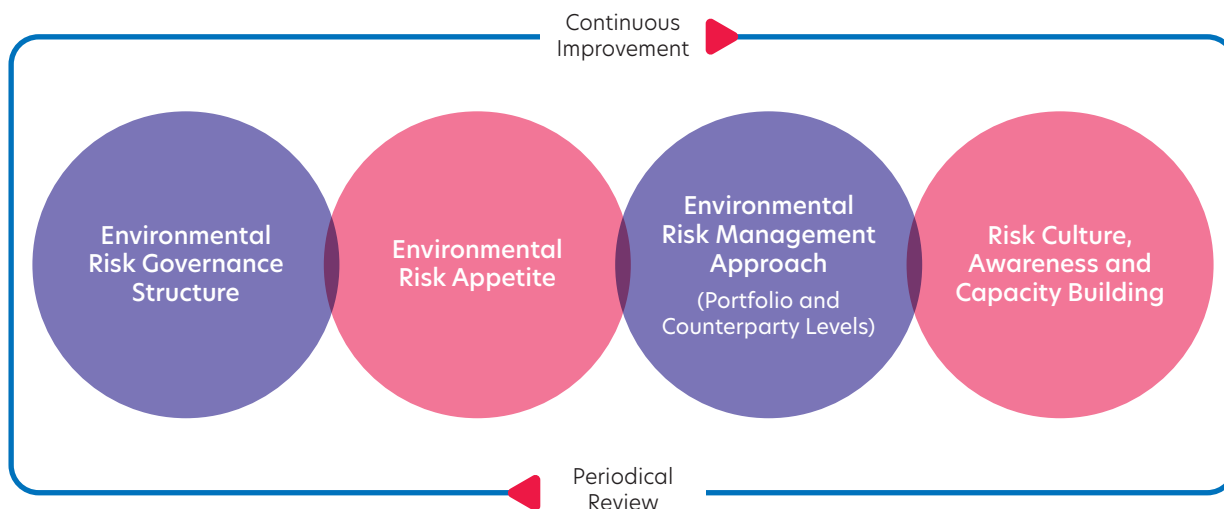 Continuous
Improvement
Environmental
Risk Governance
Structure
Environmental
Risk Appetite
Environmental
Risk Management
Approach
(Portfolio and
Counterparty Levels)
Risk Culture,
Awareness and
Capacity Building
Periodical
Review